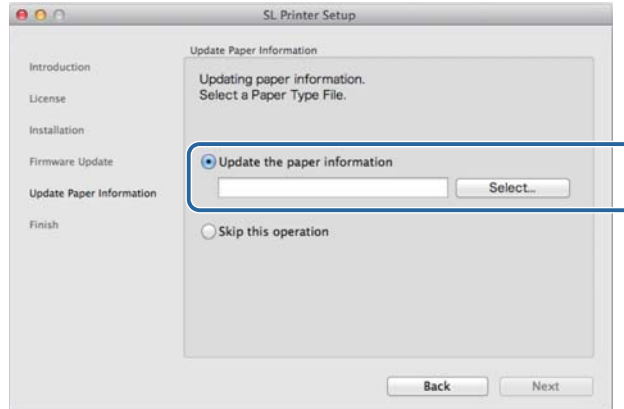 SL Printer Setup
Update Paper Information
Introduction
License
Installation
Firmware Update
Update Paper Information
Finish
Updating paper information.
Select a Paper Type File.
Update the paper information
Select...
Skip this operation
Back
Next